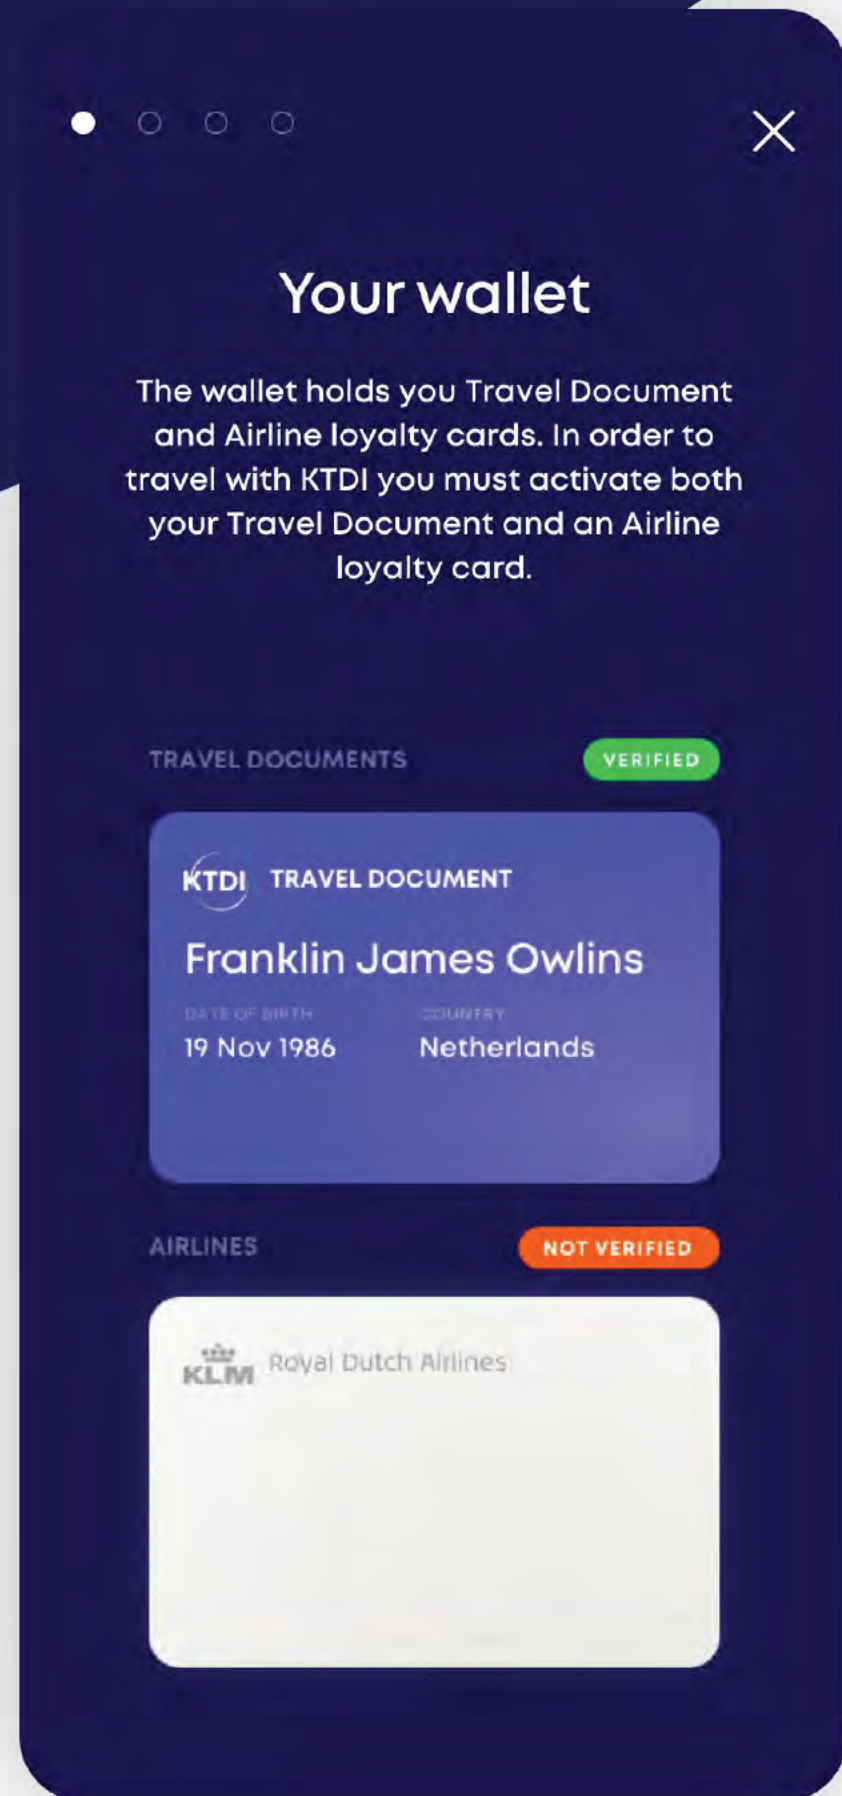 Your wallet
The wallet holds you Travel Document
and Airline loyalty cards. In order to
travel with KTDI you must activate both
your Travel Document and an Airline
loyalty card.
TRAVEL DOCUMENTS VERIFIED
KTDI TRAVEL DOCUMENT
Franklin James Owlins
DATE OF BIRTH COUNTRY
19 Nov 1986 Netherlands
AIRLINES NOT VERIFIED
KLM Royal Dutch Airlines